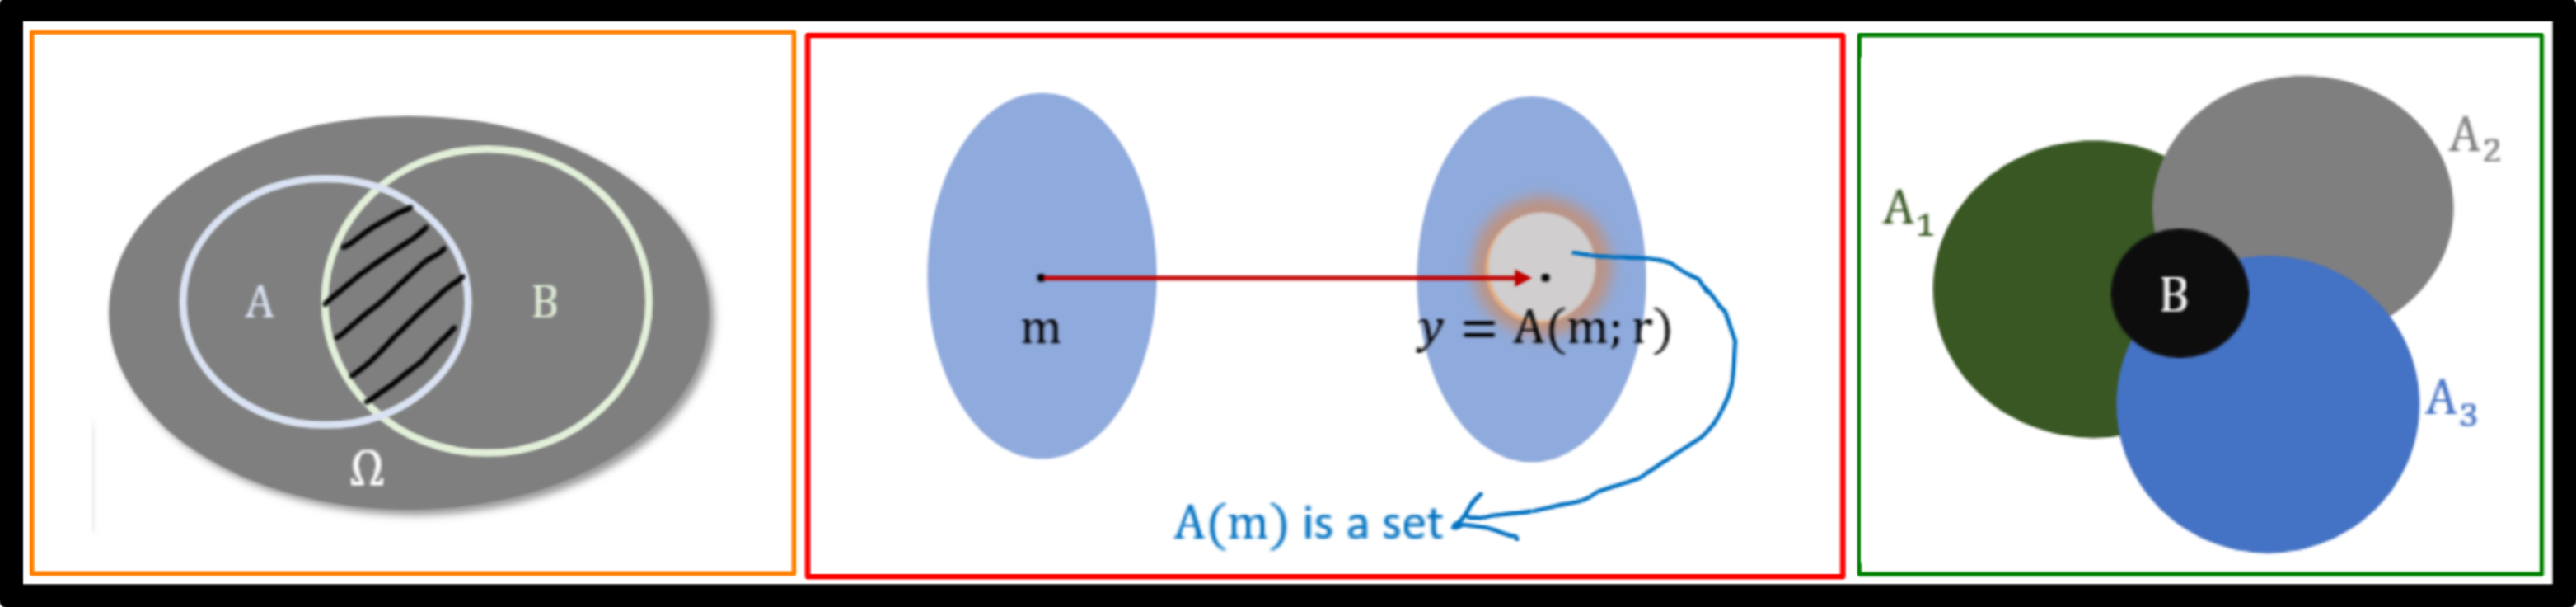 A
B
Ω
m
y = A(m; r)
A(m) is a set
A₁
A₂
B
A₃